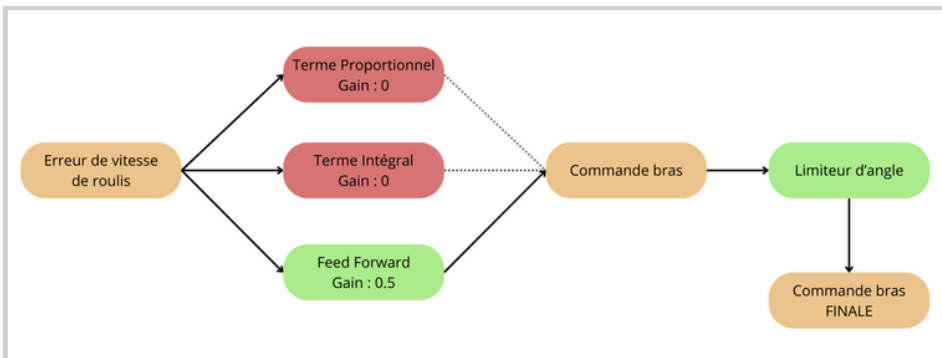 Terme Proportionnel
Gain : 0
Erreur de vitesse
de roulis
Terme Intégral
Gain : 0
Commande bras
Limiteur d'angle
Feed Forward
Gain : 0.5
Commande bras
FINALE